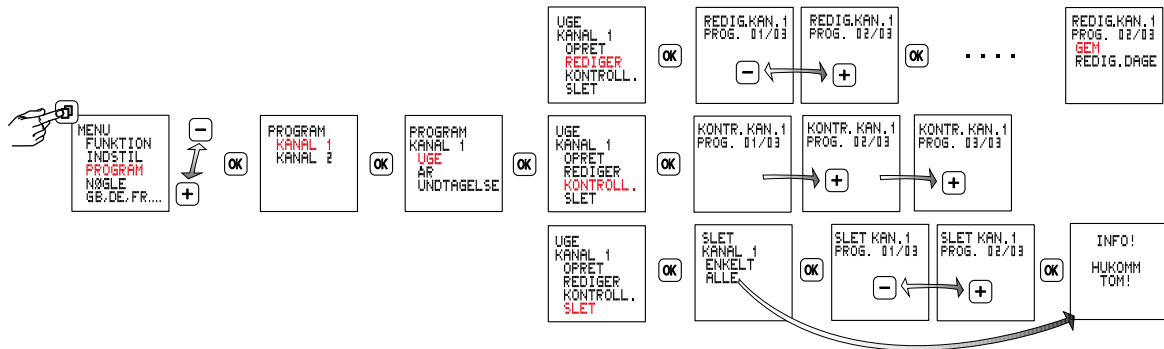 MENU
FUNKTION
INDSTIL
PROGRAM
NØGLE
GB,DE,FR....
−
+
OK
PROGRAM
KANAL 1
KANAL 2
OK
PROGRAM
KANAL 1
UGE
ÅR
UNDTAGELSE
OK
UGE
KANAL 1
OPRET
REDIGER
KONTROLL.
SLET
OK
REDIG.KAN.1
PROG. 01/03
−
REDIG.KAN.1
PROG. 02/03
+
OK
. . . .
REDIG.KAN.1
PROG. 02/03
GEM
REDIG.DAGE
UGE
KANAL 1
OPRET
REDIGER
KONTROLL.
SLET
OK
KONTR.KAN.1
PROG. 01/03
KONTR.KAN.1
PROG. 02/03
+
KONTR.KAN.1
PROG. 03/03
+
UGE
KANAL 1
OPRET
REDIGER
KONTROLL.
SLET
OK
SLET
KANAL 1
ENKELT
ALLE
OK
SLET KAN.1
PROG. 01/03
−
SLET KAN.1
PROG. 02/03
+
OK
INFO!
HUKOMM
TOM!